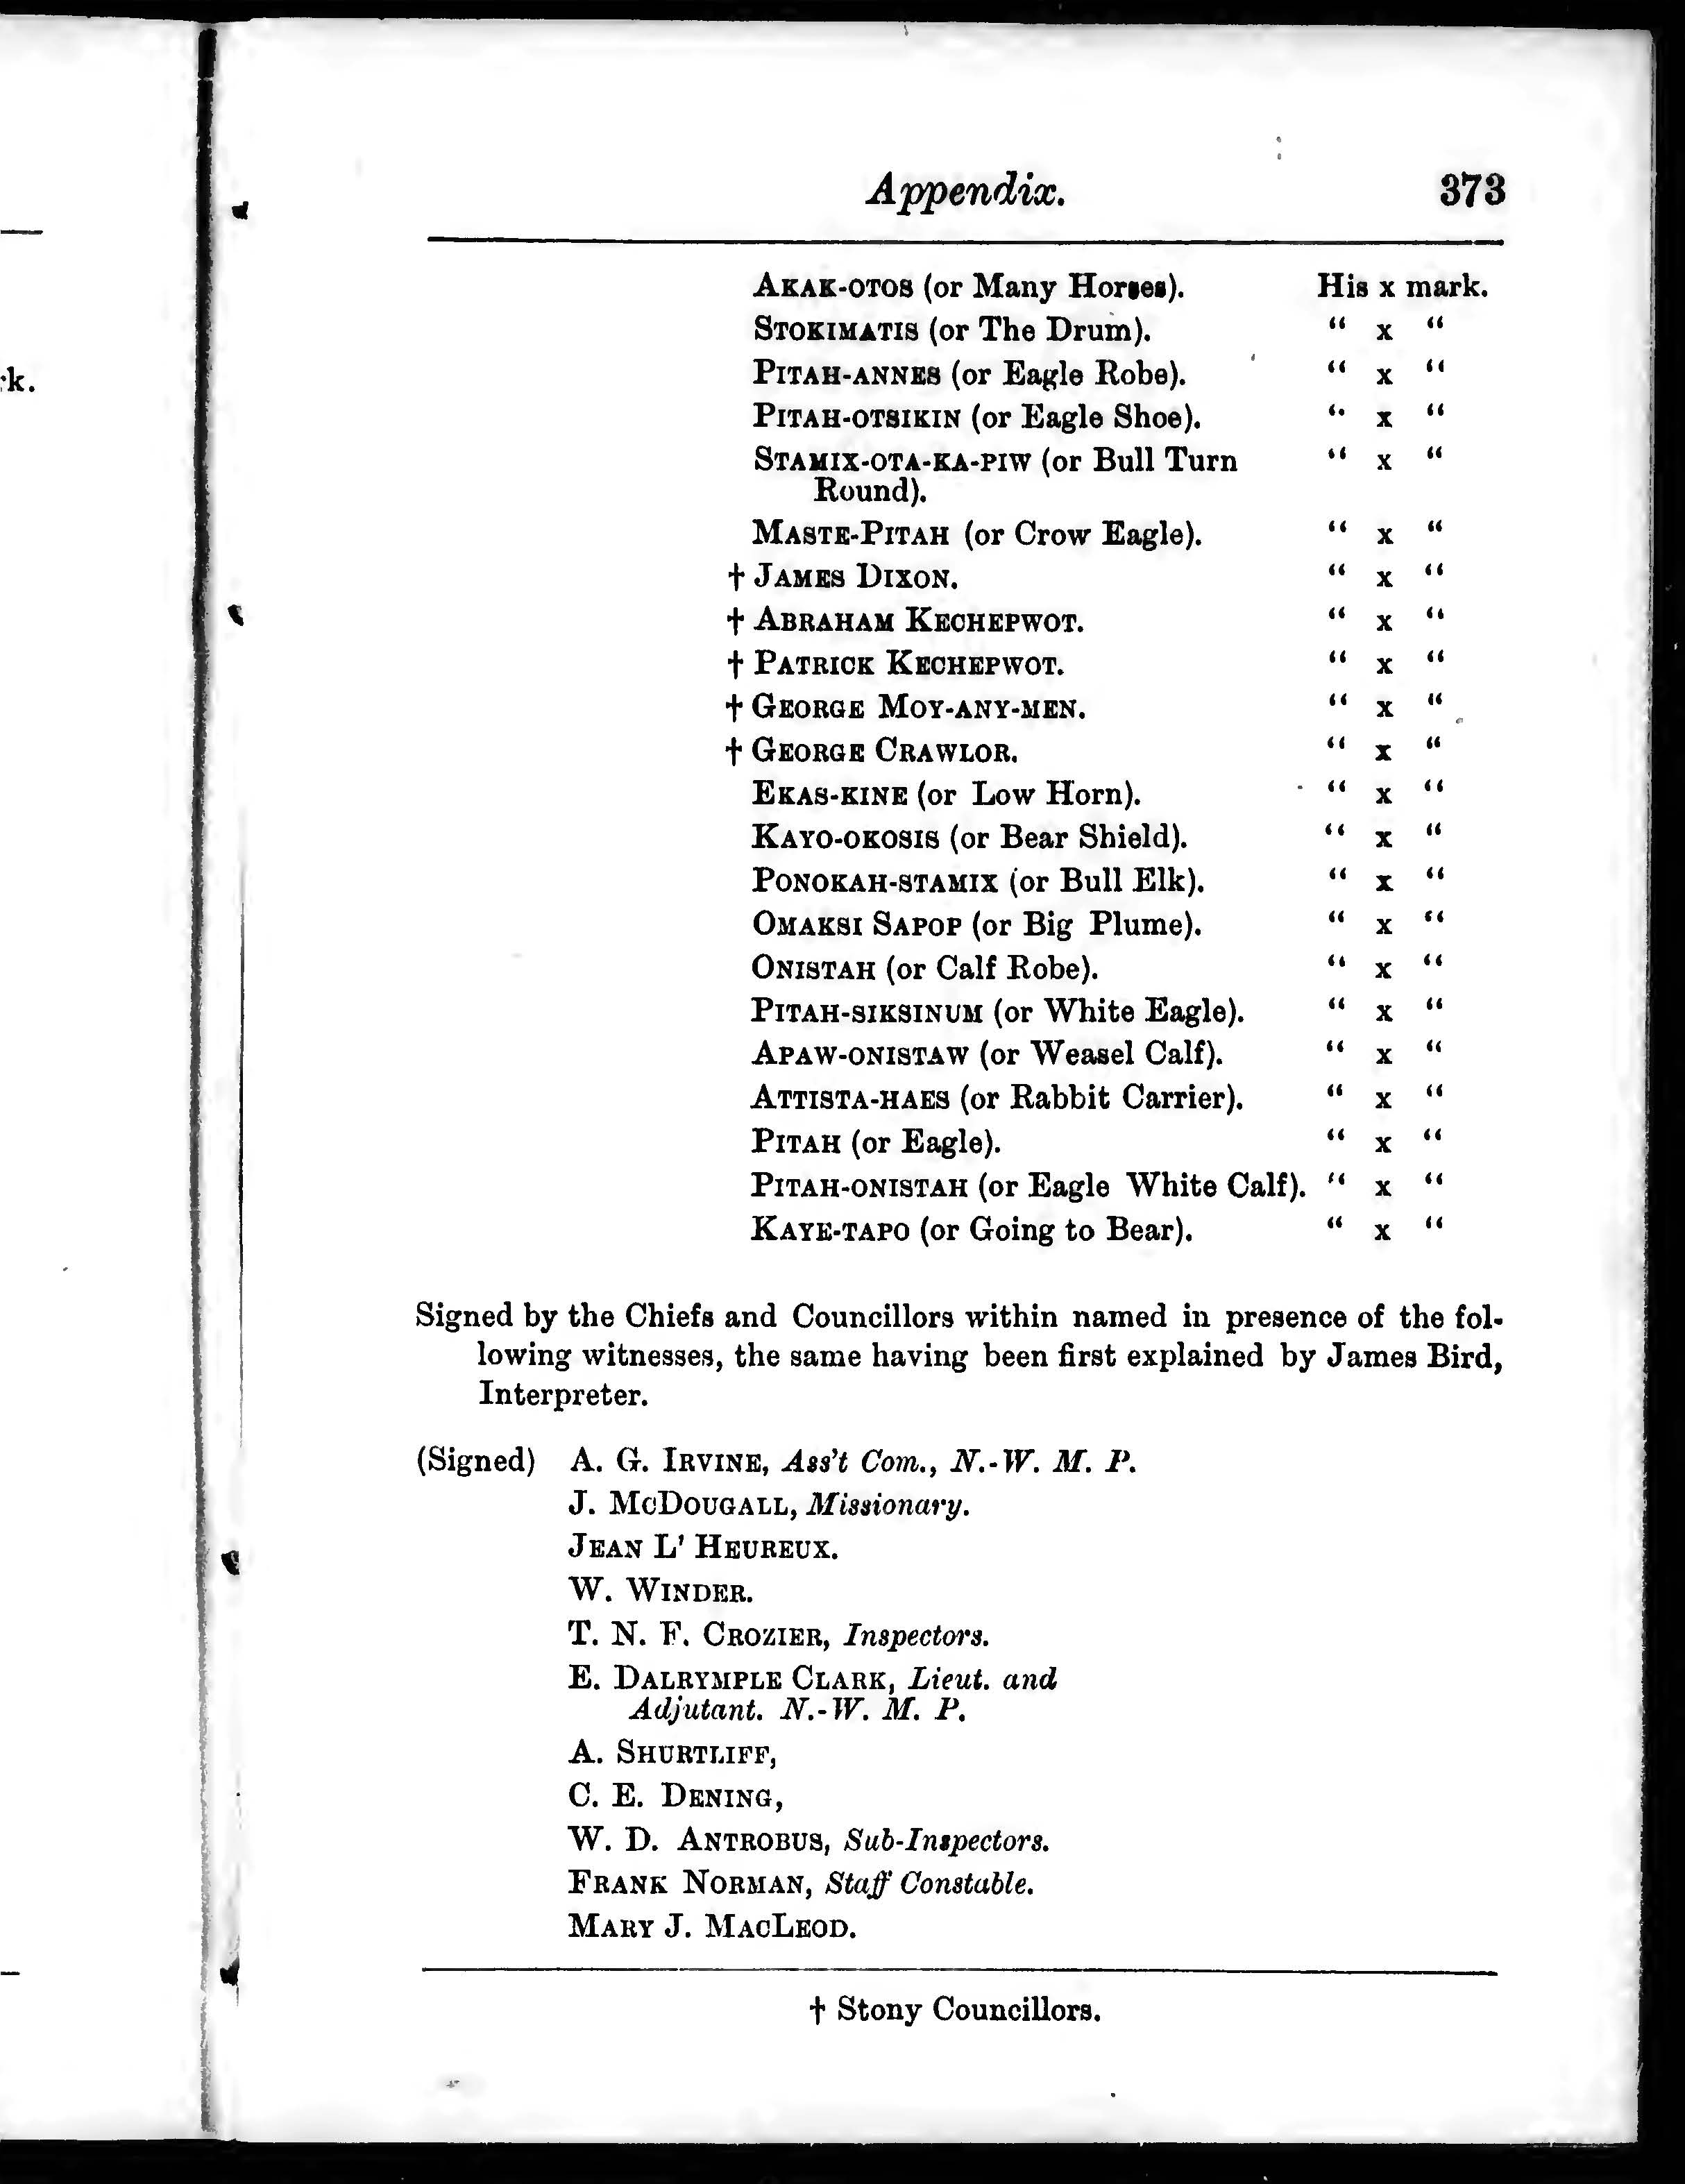 Appendix. 373
AKAK-OTOS (or Many Horses). His x mark.
STOKIMATIS (or The Drum). “ x “
PITAH-ANNES (or Eagle Robe). “ x “
PITAH-OTSIKIN (or Eagle Shoe). “ x “
STAMIX-OTA-KA-PIW (or Bull Turn “ x “
Round).
MASTE-PITAH (or Crow Eagle). “ x “
† JAMES DIXON. “ x “
† ABRAHAM KECHEPWOT. “ x “
† PATRICK KECHEPWOT. “ x “
† GEORGE MOY-ANY-MEN. “ x “
† GEORGE CRAWLOR. “ x “
EKAS-KINE (or Low Horn). “ x “
KAYO-OKOSIS (or Bear Shield). “ x “
PONOKAH-STAMIX (or Bull Elk). “ x “
OMAKSI SAPOP (or Big Plume). “ x “
ONISTAH (or Calf Robe). “ x “
PITAH-SIKSINUM (or White Eagle). “ x “
APAW-ONISTAW (or Weasel Calf). “ x “
ATTISTA-HAES (or Rabbit Carrier). “ x “
PITAH (or Eagle). “ x “
PITAH-ONISTAH (or Eagle White Calf). “ x “
KAYE-TAPO (or Going to Bear). “ x “
Signed by the Chiefs and Councillors within named in presence of the fol-
lowing witnesses, the same having been first explained by James Bird,
Interpreter.
(Signed) A. G. IRVINE, Ass't Com., N.-W. M. P.
J. MCDOUGALL, Missionary.
JEAN L' HEUREUX.
W. WINDER.
T. N. F. CROZIER, Inspectors.
E. DALRYMPLE CLARK, Lieut. and
Adjutant. N.-W. M. P.
A. SHURTLIFF,
C. E. DENING,
W. D. ANTROBUS, Sub-Inspectors.
FRANK NORMAN, Staff Constable.
MARY J. MACLEOD.
† Stony Councillors.